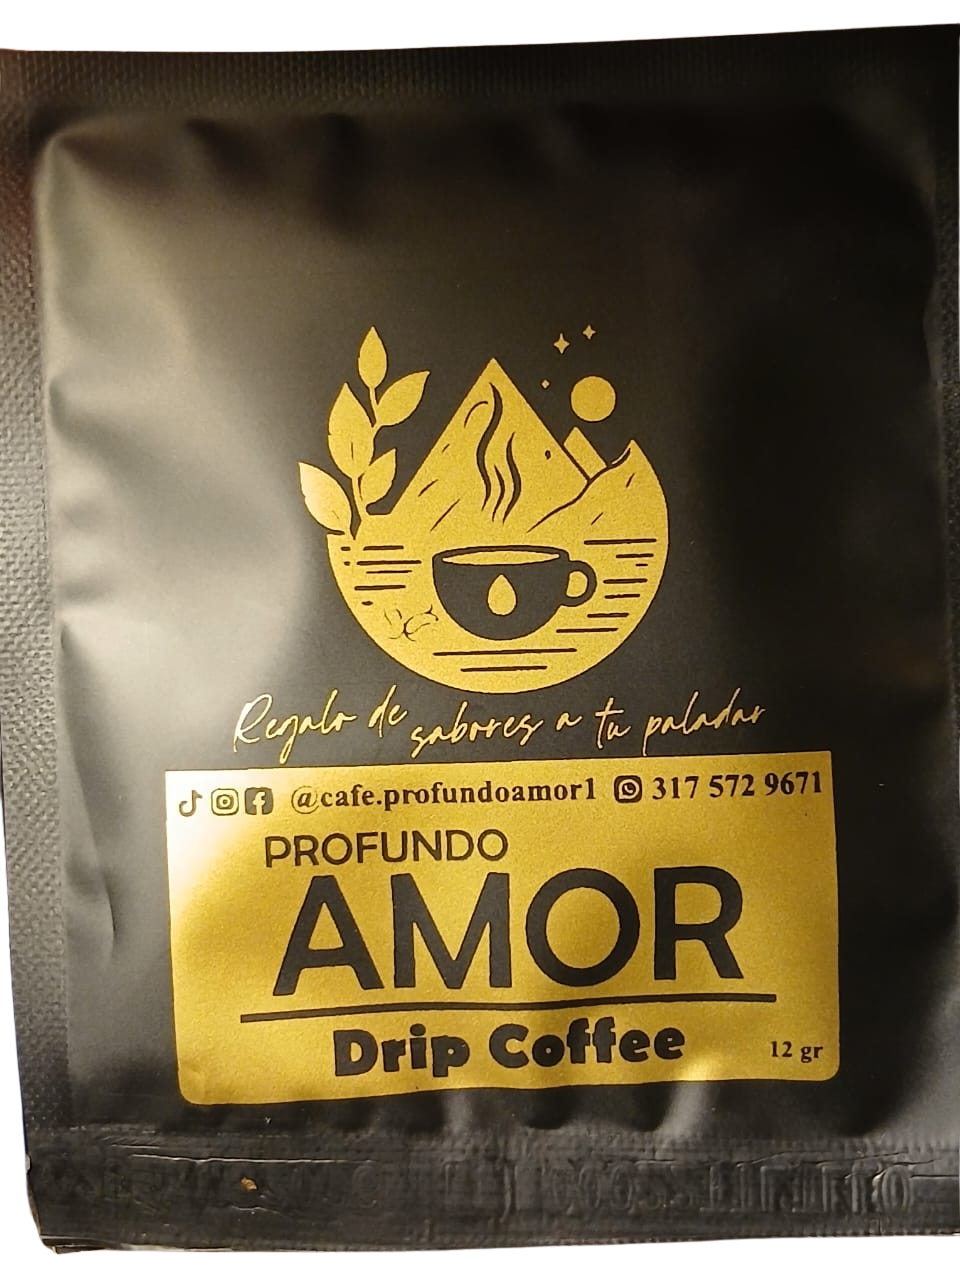 Regalo de sabores a tu paladar
@cafe.profundoamor1 317 572 9671
PROFUNDO
AMOR
Drip Coffee
12 gr